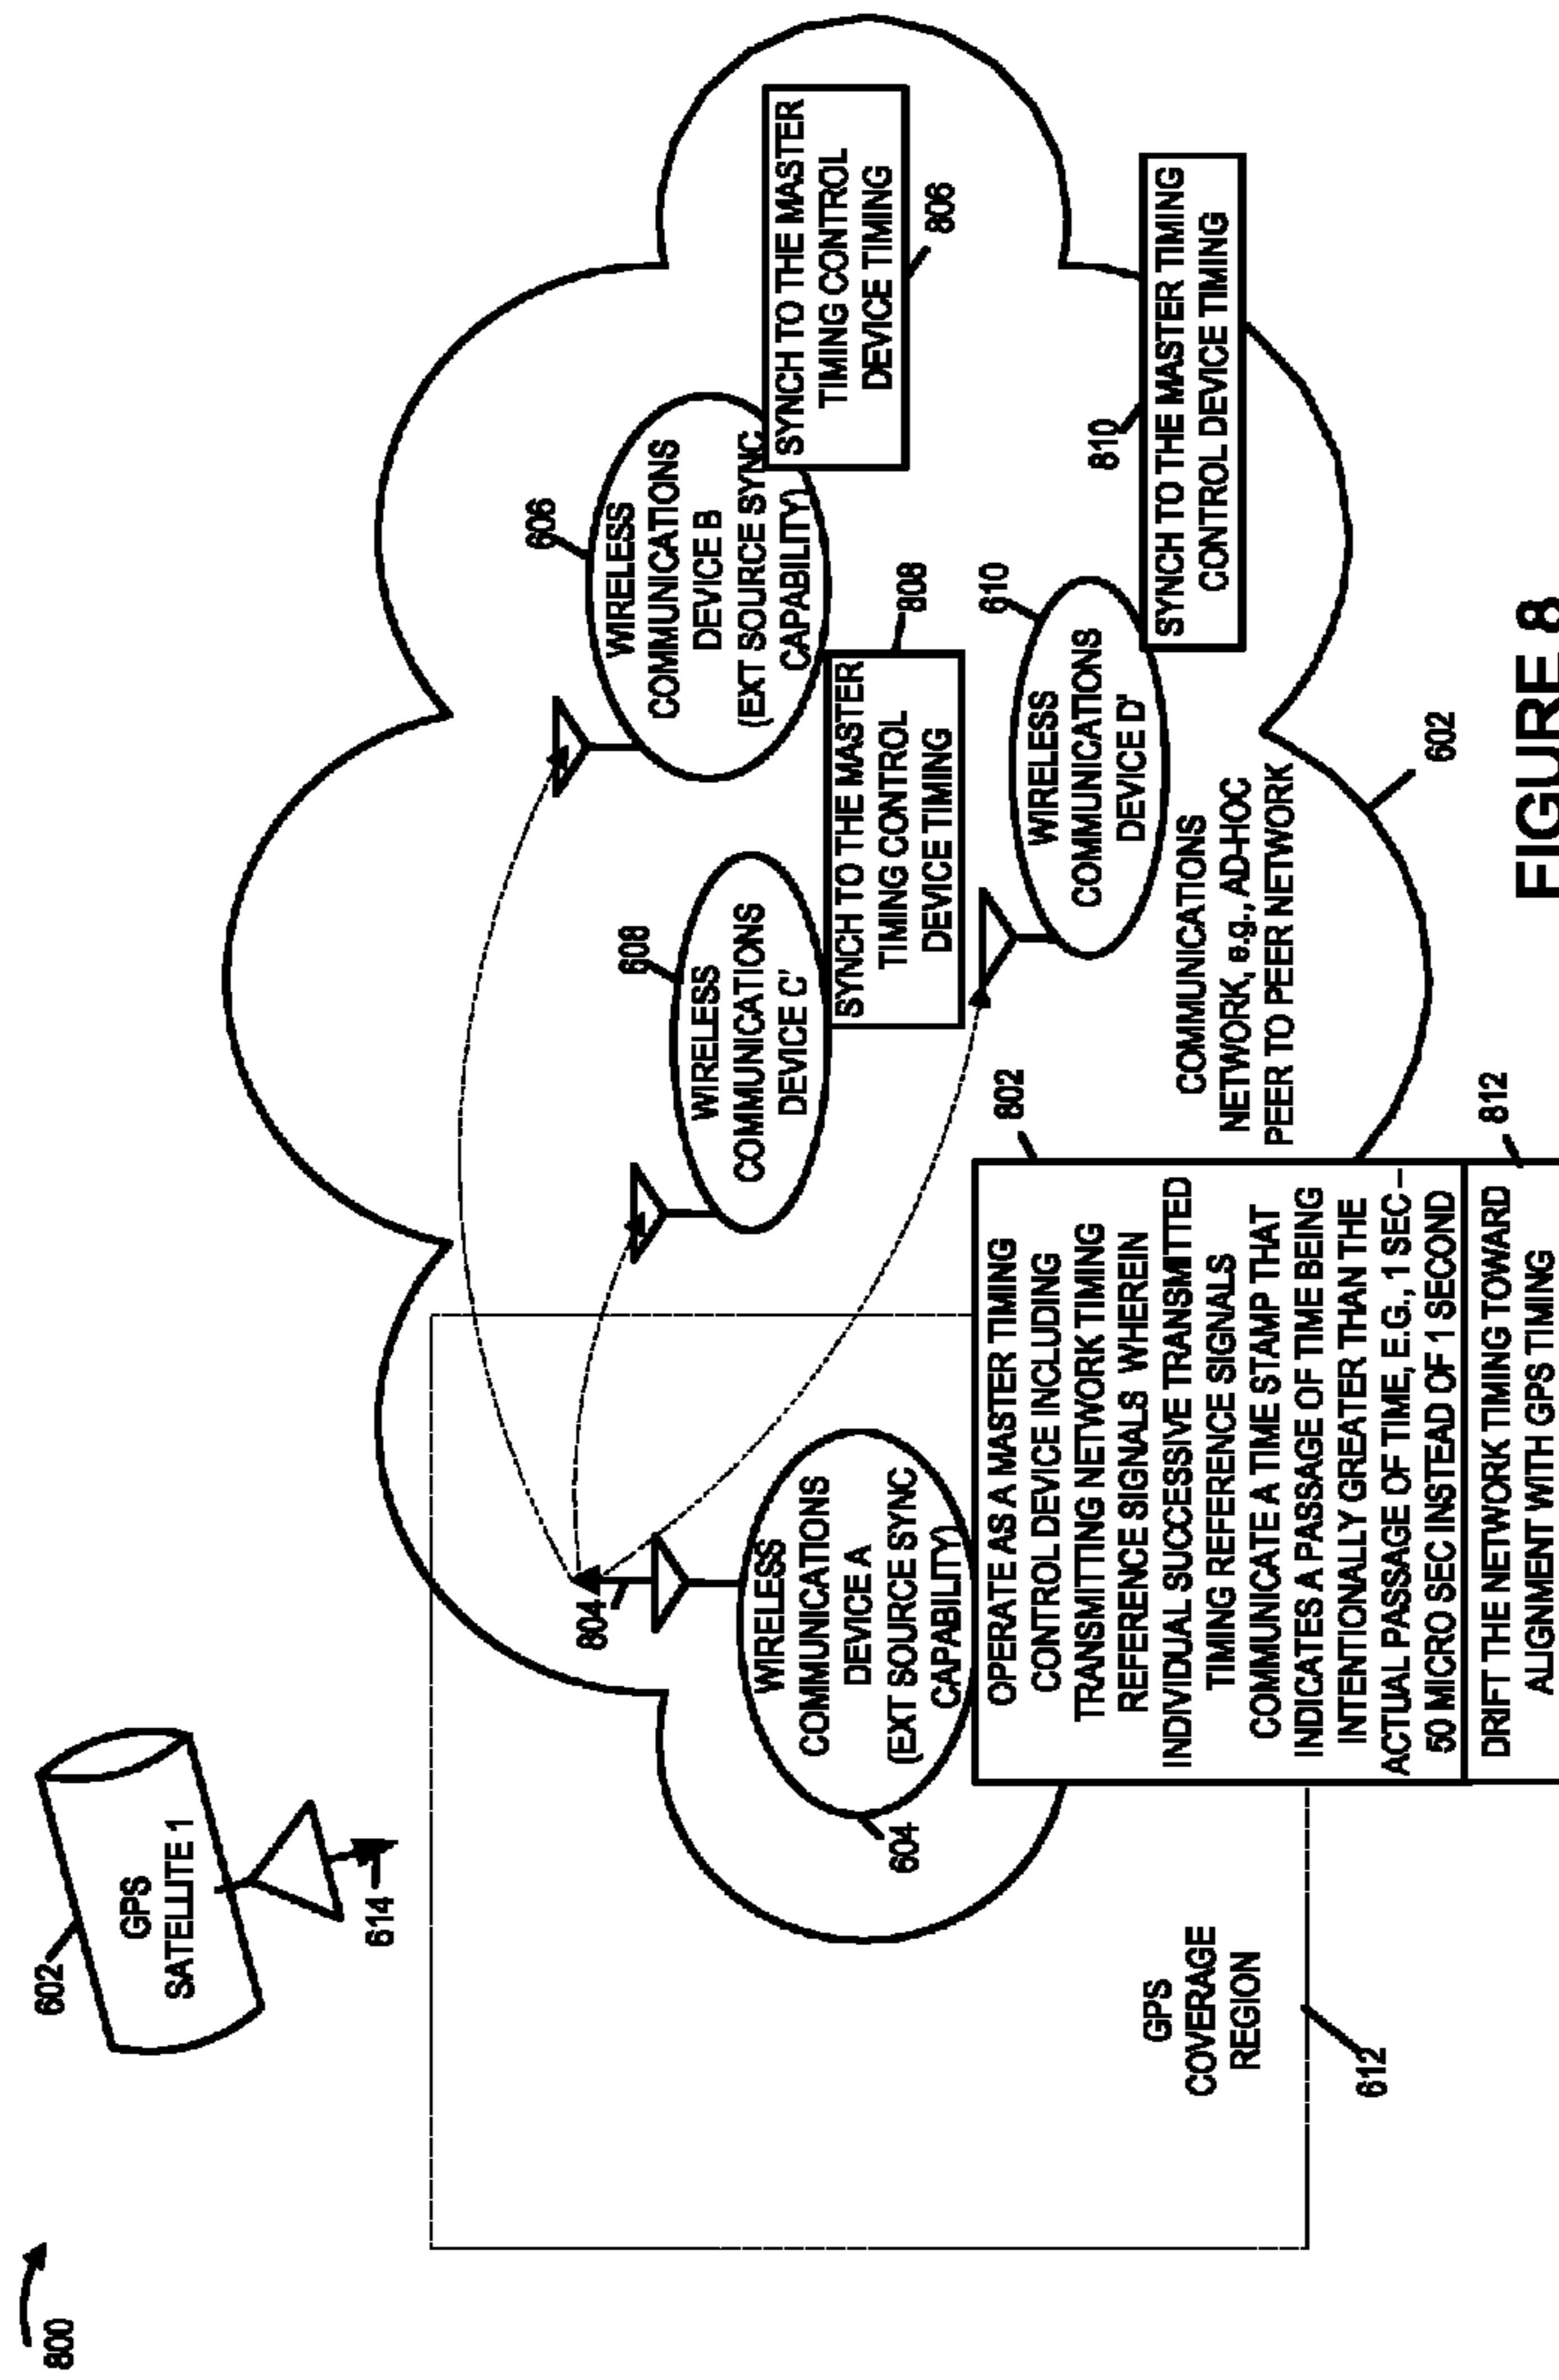 800
602
GPS
SATELLITE 1
614
GPS
COVERAGE
REGION
612
804
WIRELESS
COMMUNICATIONS
DEVICE A
(EXT SOURCE SYNC
CAPABILITY)
604
OPERATE AS A MASTER TIMING
CONTROL DEVICE INCLUDING
TRANSMITTING NETWORK TIMING
REFERENCE SIGNALS WHEREIN
INDIVIDUAL SUCCESSIVE TRANSMITTED
TIMING REFERENCE SIGNALS
COMMUNICATE A TIME STAMP THAT
INDICATES A PASSAGE OF TIME BEING
INTENTIONALLY GREATER THAN THE
ACTUAL PASSAGE OF TIME, E.G., 1 SEC–
50 MICRO SEC INSTEAD OF 1 SECOND
802
DRIFT THE NETWORK TIMING TOWARD
ALIGNMENT WITH GPS TIMING
812
608
WIRELESS
COMMUNICATIONS
DEVICE C'
SYNCH TO THE MASTER
TIMING CONTROL
DEVICE TIMING
808
606
WIRELESS
COMMUNICATIONS
DEVICE B
(EXT SOURCE SYNC
CAPABILITY)
SYNCH TO THE MASTER
TIMING CONTROL
DEVICE TIMING
806
610
WIRELESS
COMMUNICATIONS
DEVICE D'
810
SYNCH TO THE MASTER TIMING
CONTROL DEVICE TIMING
COMMUNICATIONS
NETWORK, e.g., AD-HOC
PEER TO PEER NETWORK
602
FIGURE 8